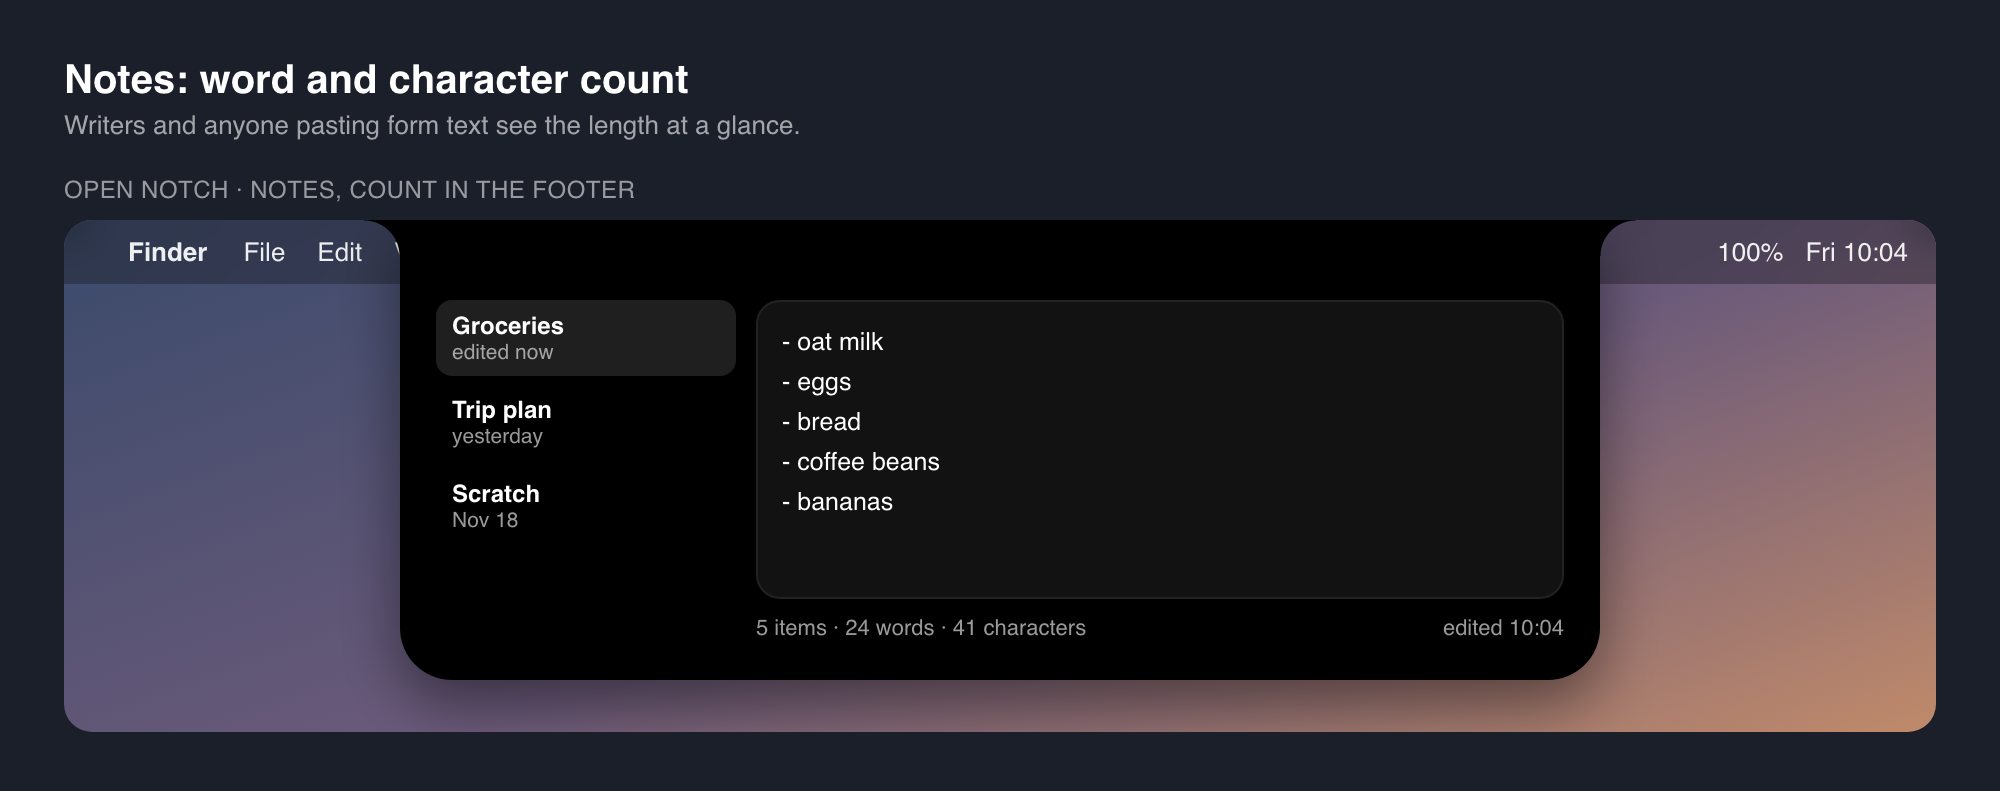 Notes: word and character count
Writers and anyone pasting form text see the length at a glance.
OPEN NOTCH · NOTES, COUNT IN THE FOOTER
Finder File Edit
100% Fri 10:04
Groceries
edited now
Trip plan
yesterday
Scratch
Nov 18
- oat milk
- eggs
- bread
- coffee beans
- bananas
5 items · 24 words · 41 characters
edited 10:04